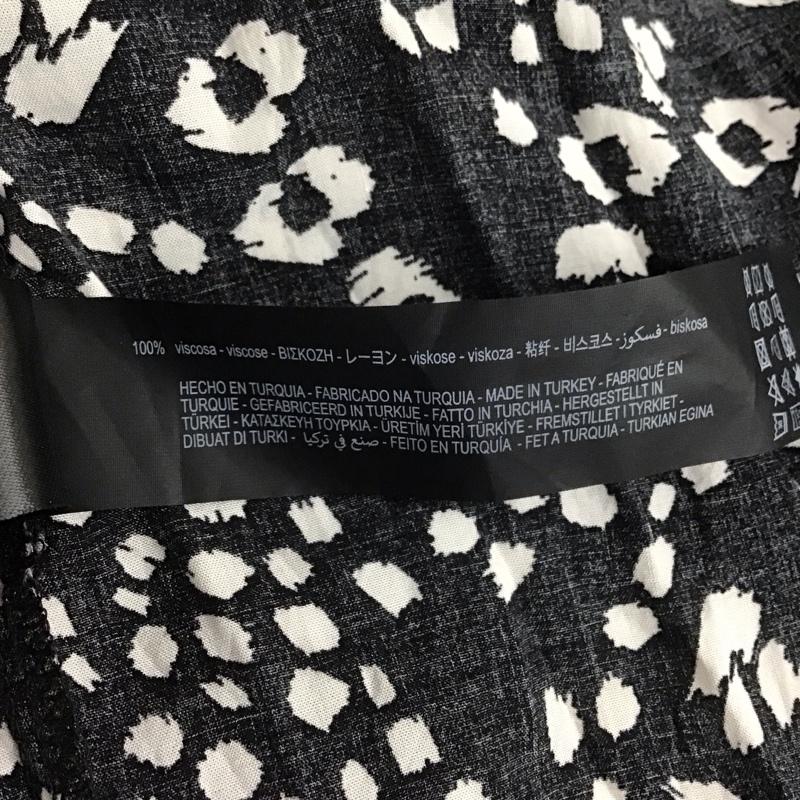 100% viscosa - viscose - ΒΙΣΚΟΖΗ - レーヨン - viskose - viskoza - 粘纤 - 비스코스 - فسكوز - biskosa
HECHO EN TURQUIA - FABRICADO NA TURQUIA - MADE IN TURKEY - FABRIQUÉ EN
TURQUIE - GEFABRICEERD IN TURKIJE - FATTO IN TURCHIA - HERGESTELLT IN
TÜRKEI - ΚΑΤΑΣΚΕΥΗ ΤΟΥΡΚΙΑ - ÜRETİM YERİ TÜRKİYE - FREMSTILLET I TYRKIET -
DIBUAT DI TURKI - صنع في تركيا - FEITO EN TURQUÍA - FET A TURQUIA - TURKIAN EGINA